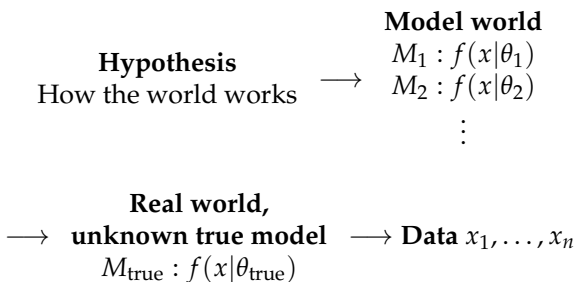 Hypothesis
How the world works
⟶
Model world
M₁ : f(x|θ₁)
M₂ : f(x|θ₂)
⋮
⟶
Real world,
unknown true model
M_true : f(x|θ_true)
⟶ Data x₁, . . . , xₙ